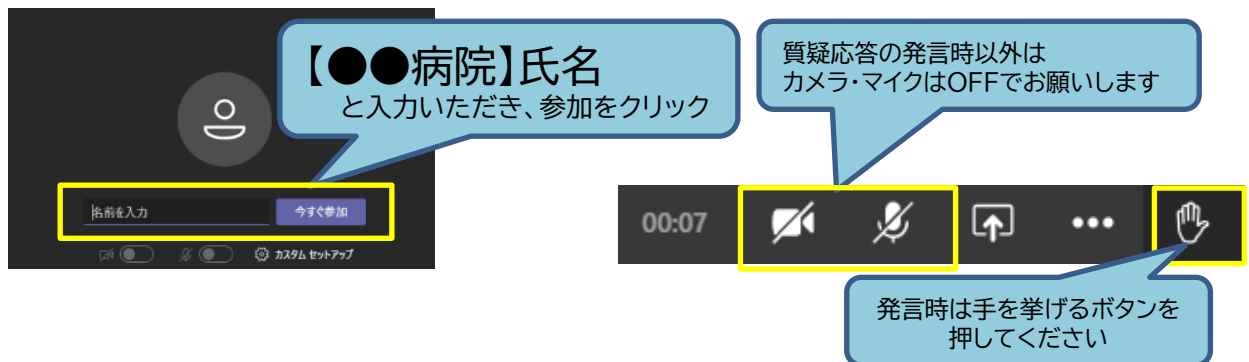 【●●病院】氏名
と入力いただき、参加をクリック
名前を入力
今すぐ参加
カスタム セットアップ
質疑応答の発言時以外は
カメラ・マイクはOFFでお願いします
00:07
発言時は手を挙げるボタンを
押してください